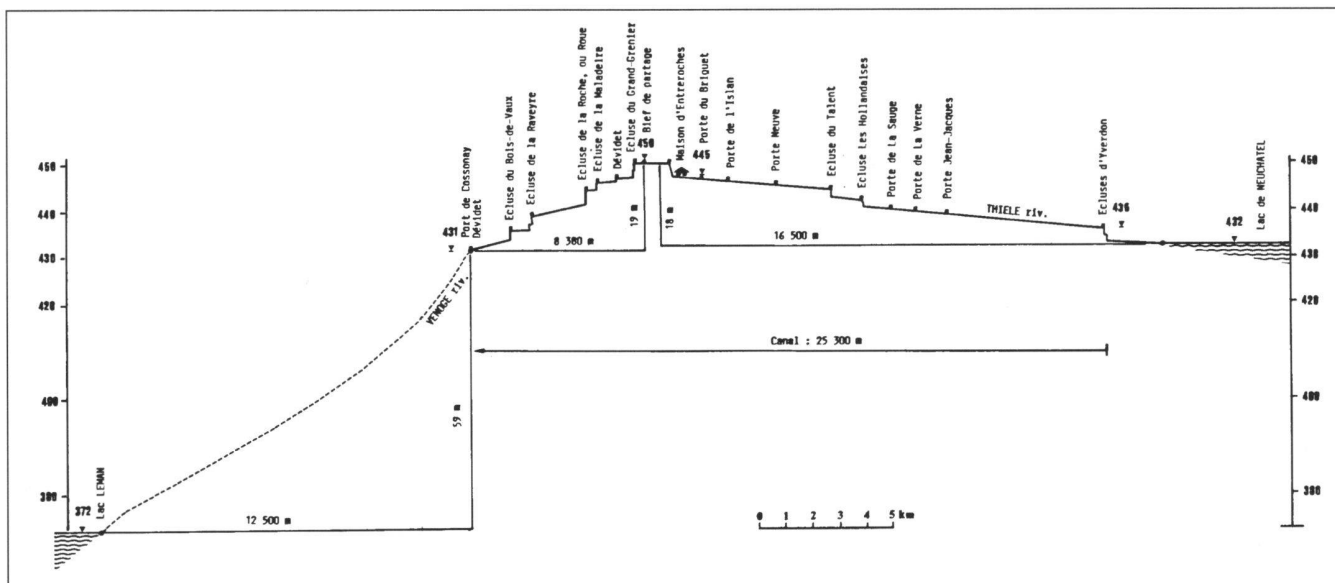 Port de Cossonay
Dévidet
Ecluse du Bois-de-Vaux
Ecluse de la Raveyre
Ecluse de la Roche, ou Roue
Ecluse de la Maladeire
Dévidet
Ecluse du Grand-Grenier
Bief de partage
450
Maison d'Entreroches
Porte du Briquet
445
Porte de l'Islan
Porte Neuve
Ecluse du Talent
Ecluse Les Hollandaises
Porte de La Sauge
Porte de La Verne
Porte Jean-Jacques
Ecluses d'Yverdon
436
432
Lac de NEUCHATEL
450
440
430
420
400
380
431
VENOGE riv.
8 380 m
19 m
18 m
16 500 m
THIELE riv.
450
440
430
420
400
380
Canal : 25 300 m
59 m
372
Lac LEMAN
12 500 m
0 1 2 3 4 5 km